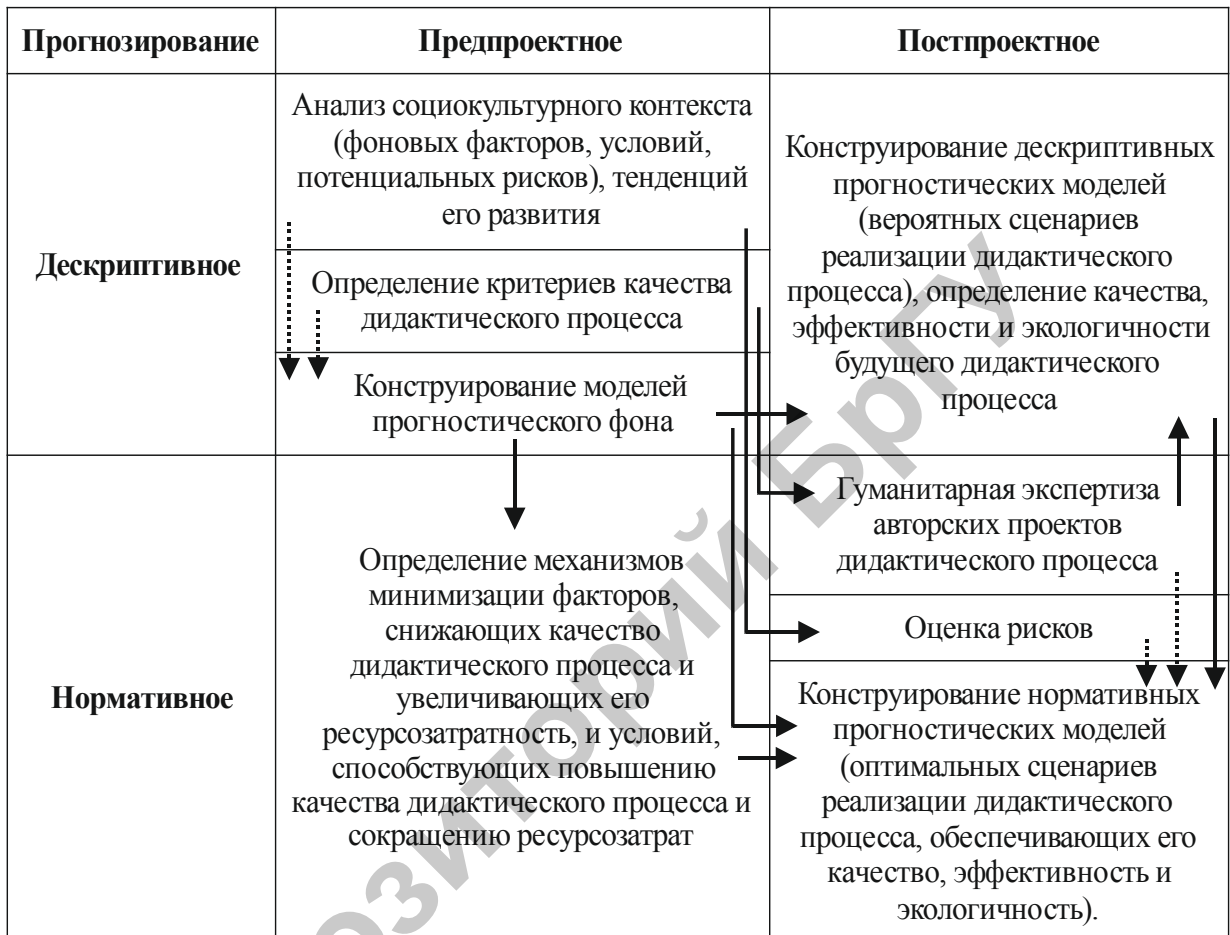 Прогнозирование
Предпроектное
Постпроектное
Дескриптивное
Анализ социокультурного контекста
(фоновых факторов, условий,
потенциальных рисков), тенденций
его развития
Определение критериев качества
дидактического процесса
Конструирование моделей
прогностического фона
Конструирование дескриптивных
прогностических моделей
(вероятных сценариев
реализации дидактического
процесса), определение качества,
эффективности и экологичности
будущего дидактического
процесса
Нормативное
Определение механизмов
минимизации факторов,
снижающих качество
дидактического процесса и
увеличивающих его
ресурсозатратность, и условий,
способствующих повышению
качества дидактического процесса и
сокращению ресурсозатрат
Гуманитарная экспертиза
авторских проектов
дидактического процесса
Оценка рисков
Конструирование нормативных
прогностических моделей
(оптимальных сценариев
реализации дидактического
процесса, обеспечивающих его
качество, эффективность и
экологичность).
БрГУ